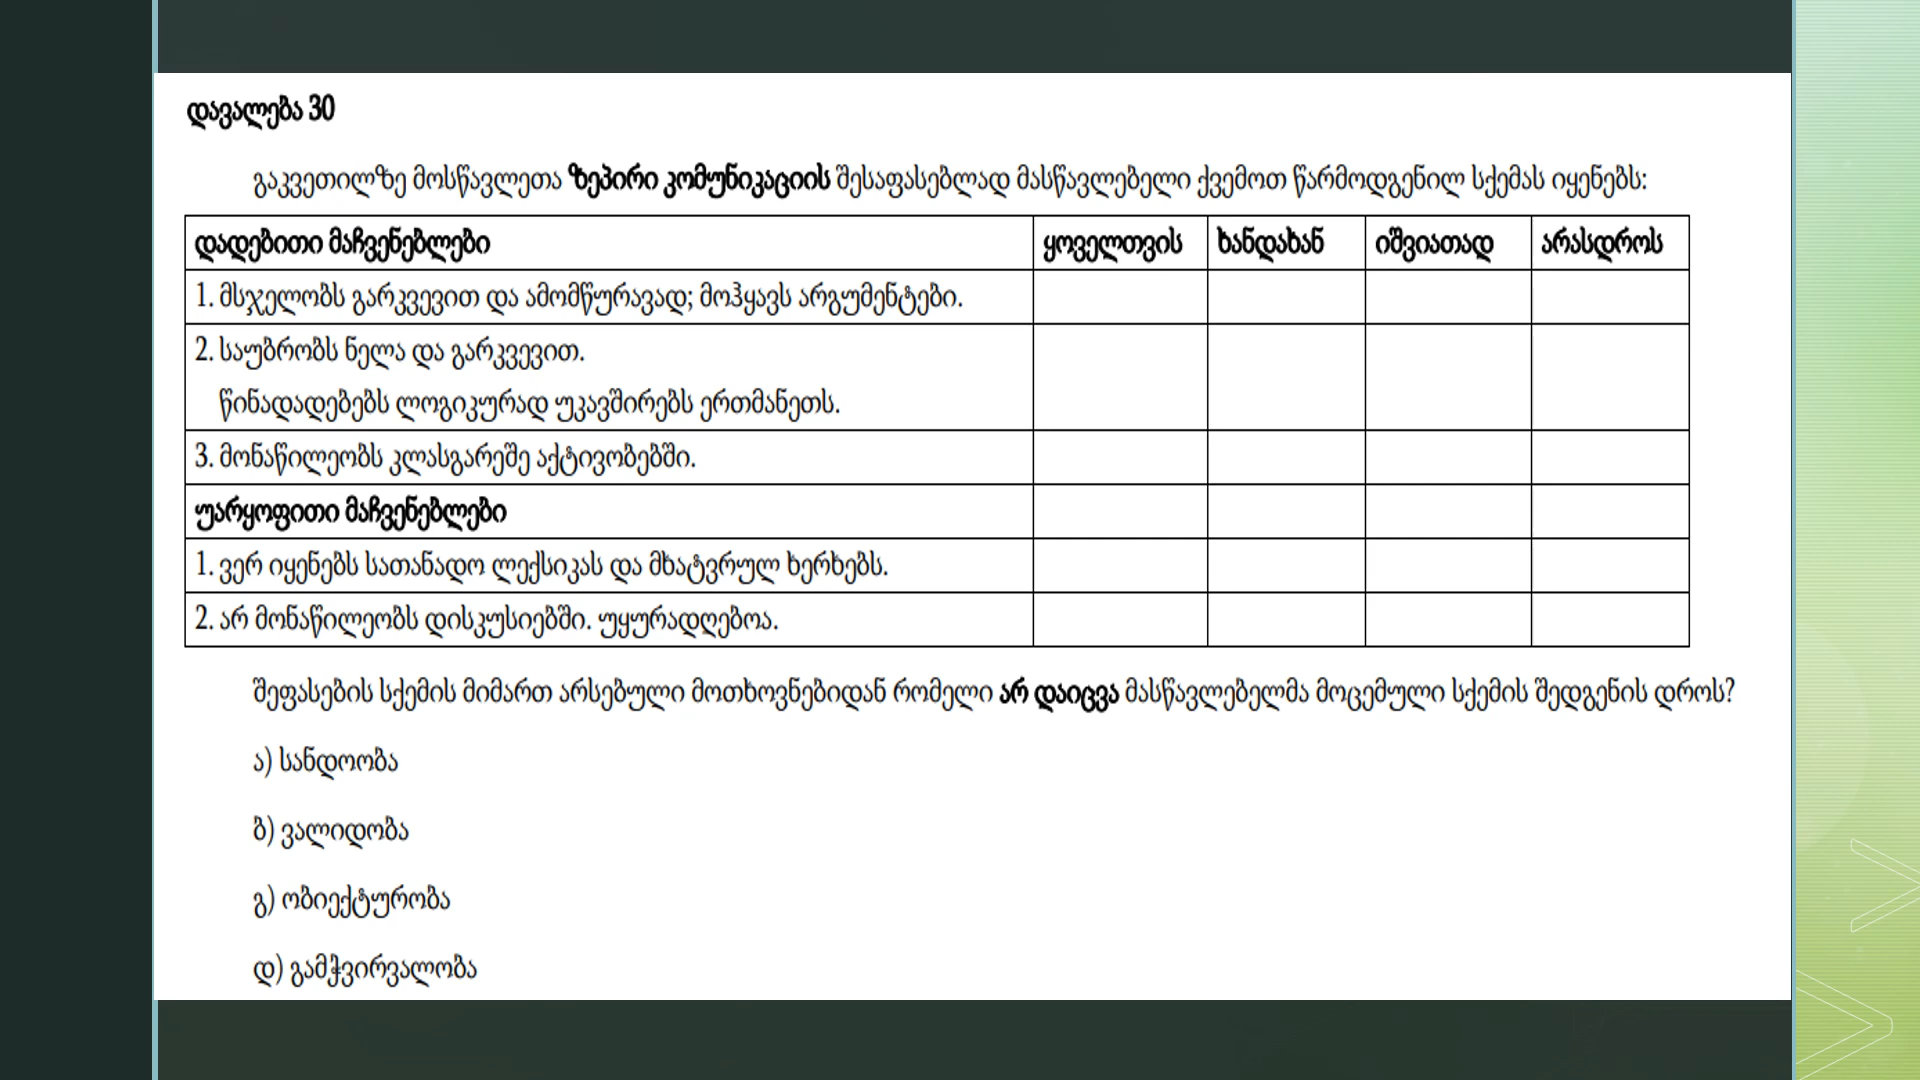 დავალება 30
გაკვეთილზე მოსწავლეთა ზეპირი კომუნიკაციის შესაფასებლად მასწავლებელი ქვემოთ წარმოდგენილ სქემას იყენებს:
დადებითი მაჩვენებლები ყოველთვის ხანდახან იშვიათად არასდროს
1. მსჯელობს გარკვევით და ამომწურავად; მოჰყავს არგუმენტები.
2. საუბრობს ნელა და გარკვევით.
წინადადებებს ლოგიკურად უკავშირებს ერთმანეთს.
3. მონაწილეობს კლასგარეშე აქტივობებში.
უარყოფითი მაჩვენებლები
1. ვერ იყენებს სათანადო ლექსიკას და მხატვრულ ხერხებს.
2. არ მონაწილეობს დისკუსიებში. უყურადღებოა.
შეფასების სქემის მიმართ არსებული მოთხოვნებიდან რომელი არ დაიცვა მასწავლებელმა მოცემული სქემის შედგენის დროს?
ა) სანდოობა
ბ) ვალიდობა
გ) ობიექტურობა
დ) გამჭვირვალობა